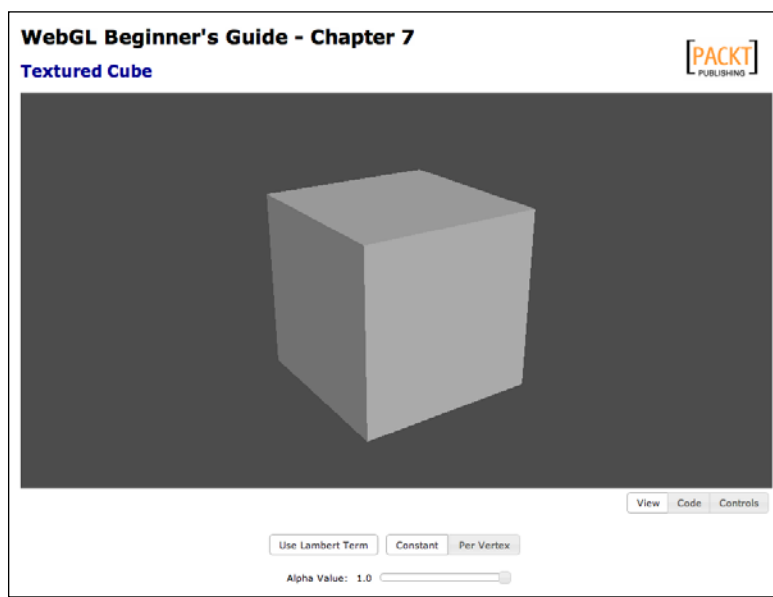 WebGL Beginner's Guide - Chapter 7
[PACKT]
PUBLISHING
Textured Cube
View Code Controls
Use Lambert Term Constant Per Vertex
Alpha Value: 1.0